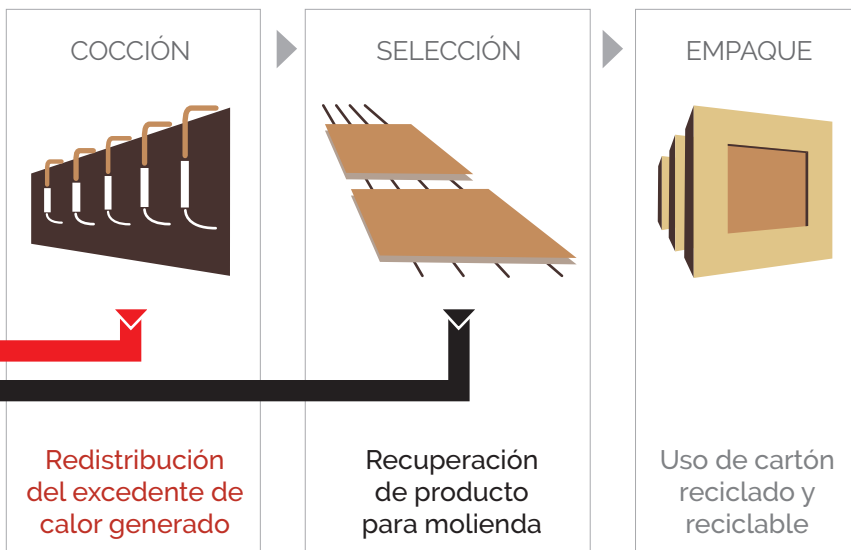 COCCIÓN
SELECCIÓN
EMPAQUE
Redistribución
del excedente de
calor generado
Recuperación
de producto
para molienda
Uso de cartón
reciclado y
reciclable